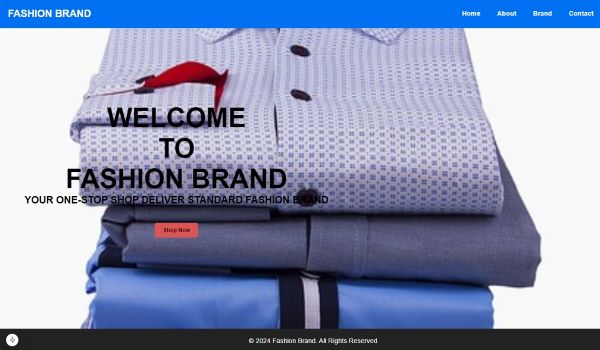 FASHION BRAND
Home About Brand Contact
WELCOME
TO
FASHION BRAND
YOUR ONE-STOP SHOP DELIVER STANDARD FASHION BRAND
Shop Now
© 2024 Fashion Brand. All Rights Reserved